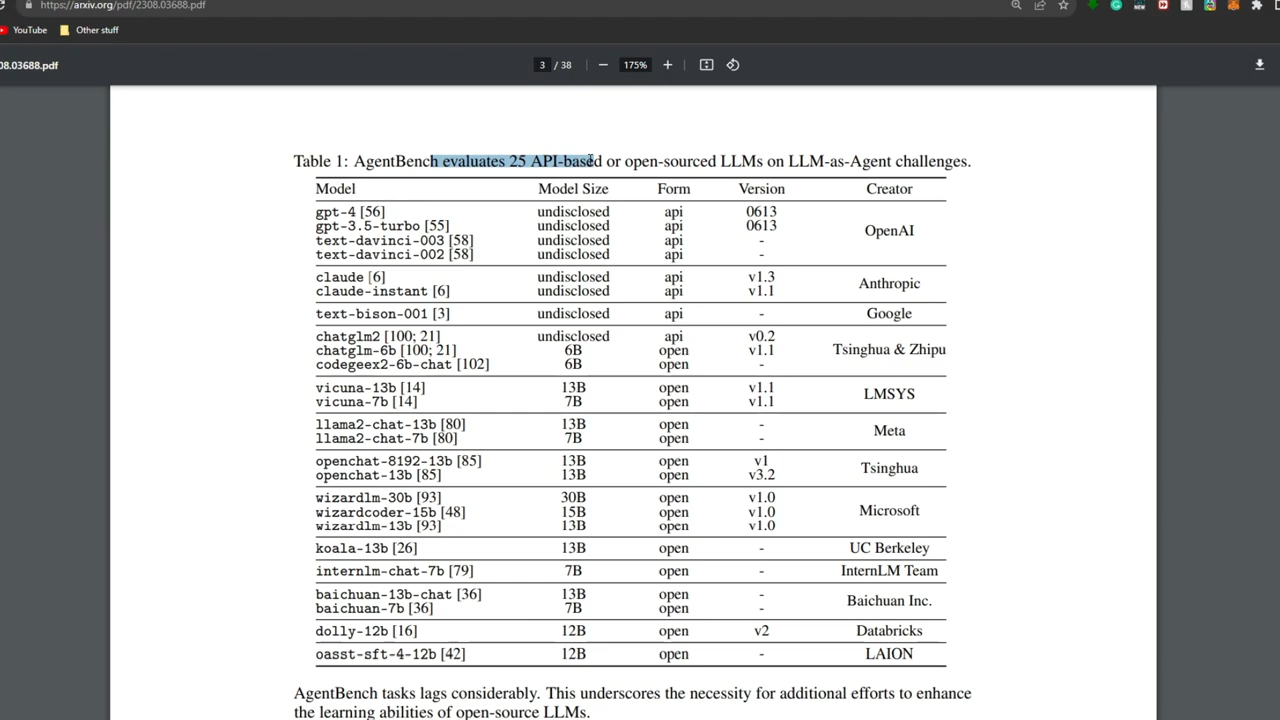 https://arxiv.org/pdf/2308.03688.pdf
YouTube Other stuff
08.03688.pdf 3 / 38 175%
Table 1: AgentBench evaluates 25 API-based or open-sourced LLMs on LLM-as-Agent challenges.
Model Model Size Form Version Creator
gpt-4 [56] undisclosed api 0613
gpt-3.5-turbo [55] undisclosed api 0613
OpenAI
text-davinci-003 [58] undisclosed api -
text-davinci-002 [58] undisclosed api -
claude [6] undisclosed api v1.3
Anthropic
claude-instant [6] undisclosed api v1.1
text-bison-001 [3] undisclosed api - Google
chatglm2 [100; 21] undisclosed api v0.2
chatglm-6b [100; 21] 6B open v1.1 Tsinghua & Zhipu
codegeex2-6b-chat [102] 6B open -
vicuna-13b [14] 13B open v1.1
LMSYS
vicuna-7b [14] 7B open v1.1
llama2-chat-13b [80] 13B open -
Meta
llama2-chat-7b [80] 7B open -
openchat-8192-13b [85] 13B open v1
Tsinghua
openchat-13b [85] 13B open v3.2
wizardlm-30b [93] 30B open v1.0
wizardcoder-15b [48] 15B open v1.0 Microsoft
wizardlm-13b [93] 13B open v1.0
koala-13b [26] 13B open - UC Berkeley
internlm-chat-7b [79] 7B open - InternLM Team
baichuan-13b-chat [36] 13B open -
Baichuan Inc.
baichuan-7b [36] 7B open -
dolly-12b [16] 12B open v2 Databricks
oasst-sft-4-12b [42] 12B open - LAION
AgentBench tasks lags considerably. This underscores the necessity for additional efforts to enhance
the learning abilities of open-source LLMs.